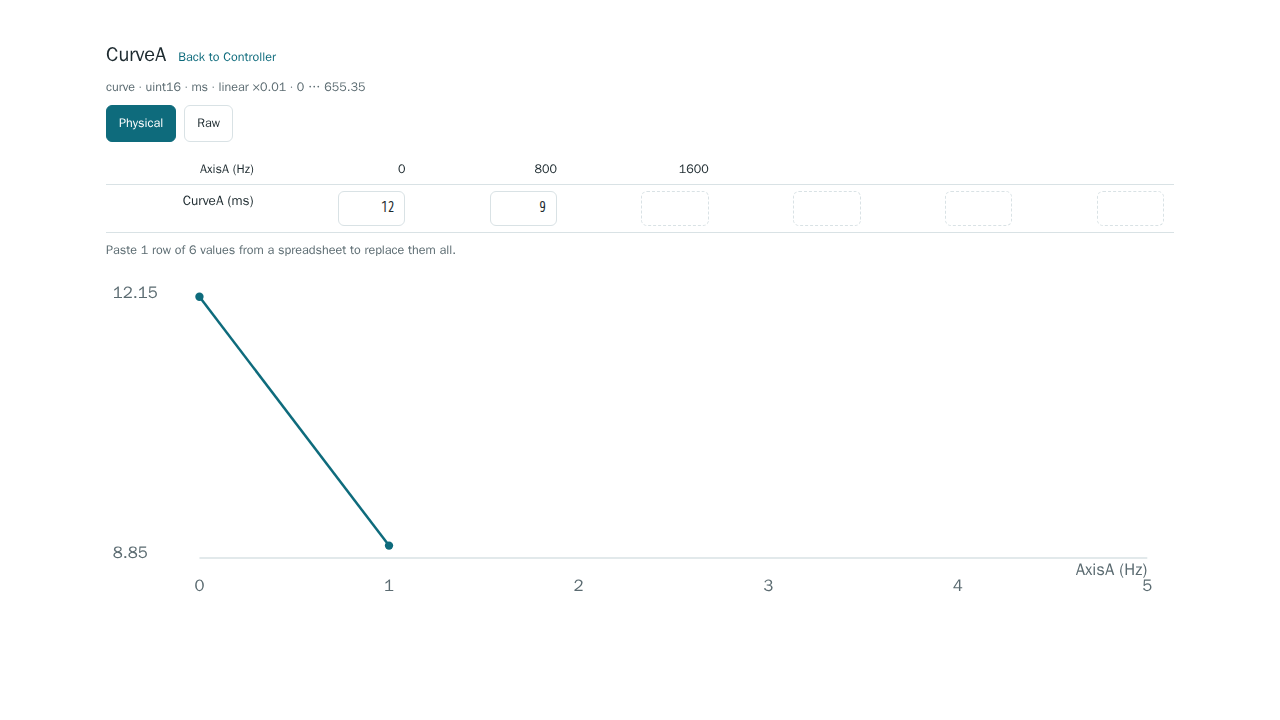 CurveA Back to Controller
curve · uint16 · ms · linear ×0.01 · 0 ··· 655.35
Physical Raw
AxisA (Hz) 0 800 1600
CurveA (ms) 12 9
Paste 1 row of 6 values from a spreadsheet to replace them all.
12.15
8.85
AxisA (Hz)
0 1 2 3 4 5